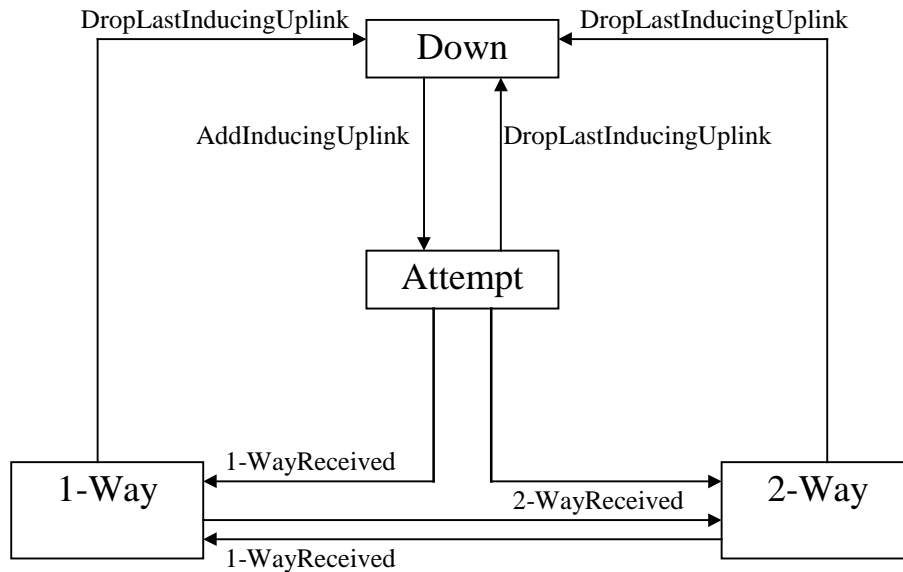 DropLastInducingUplink
DropLastInducingUplink
Down
AddInducingUplink
DropLastInducingUplink
Attempt
1-WayReceived
1-Way
2-Way
2-WayReceived
1-WayReceived